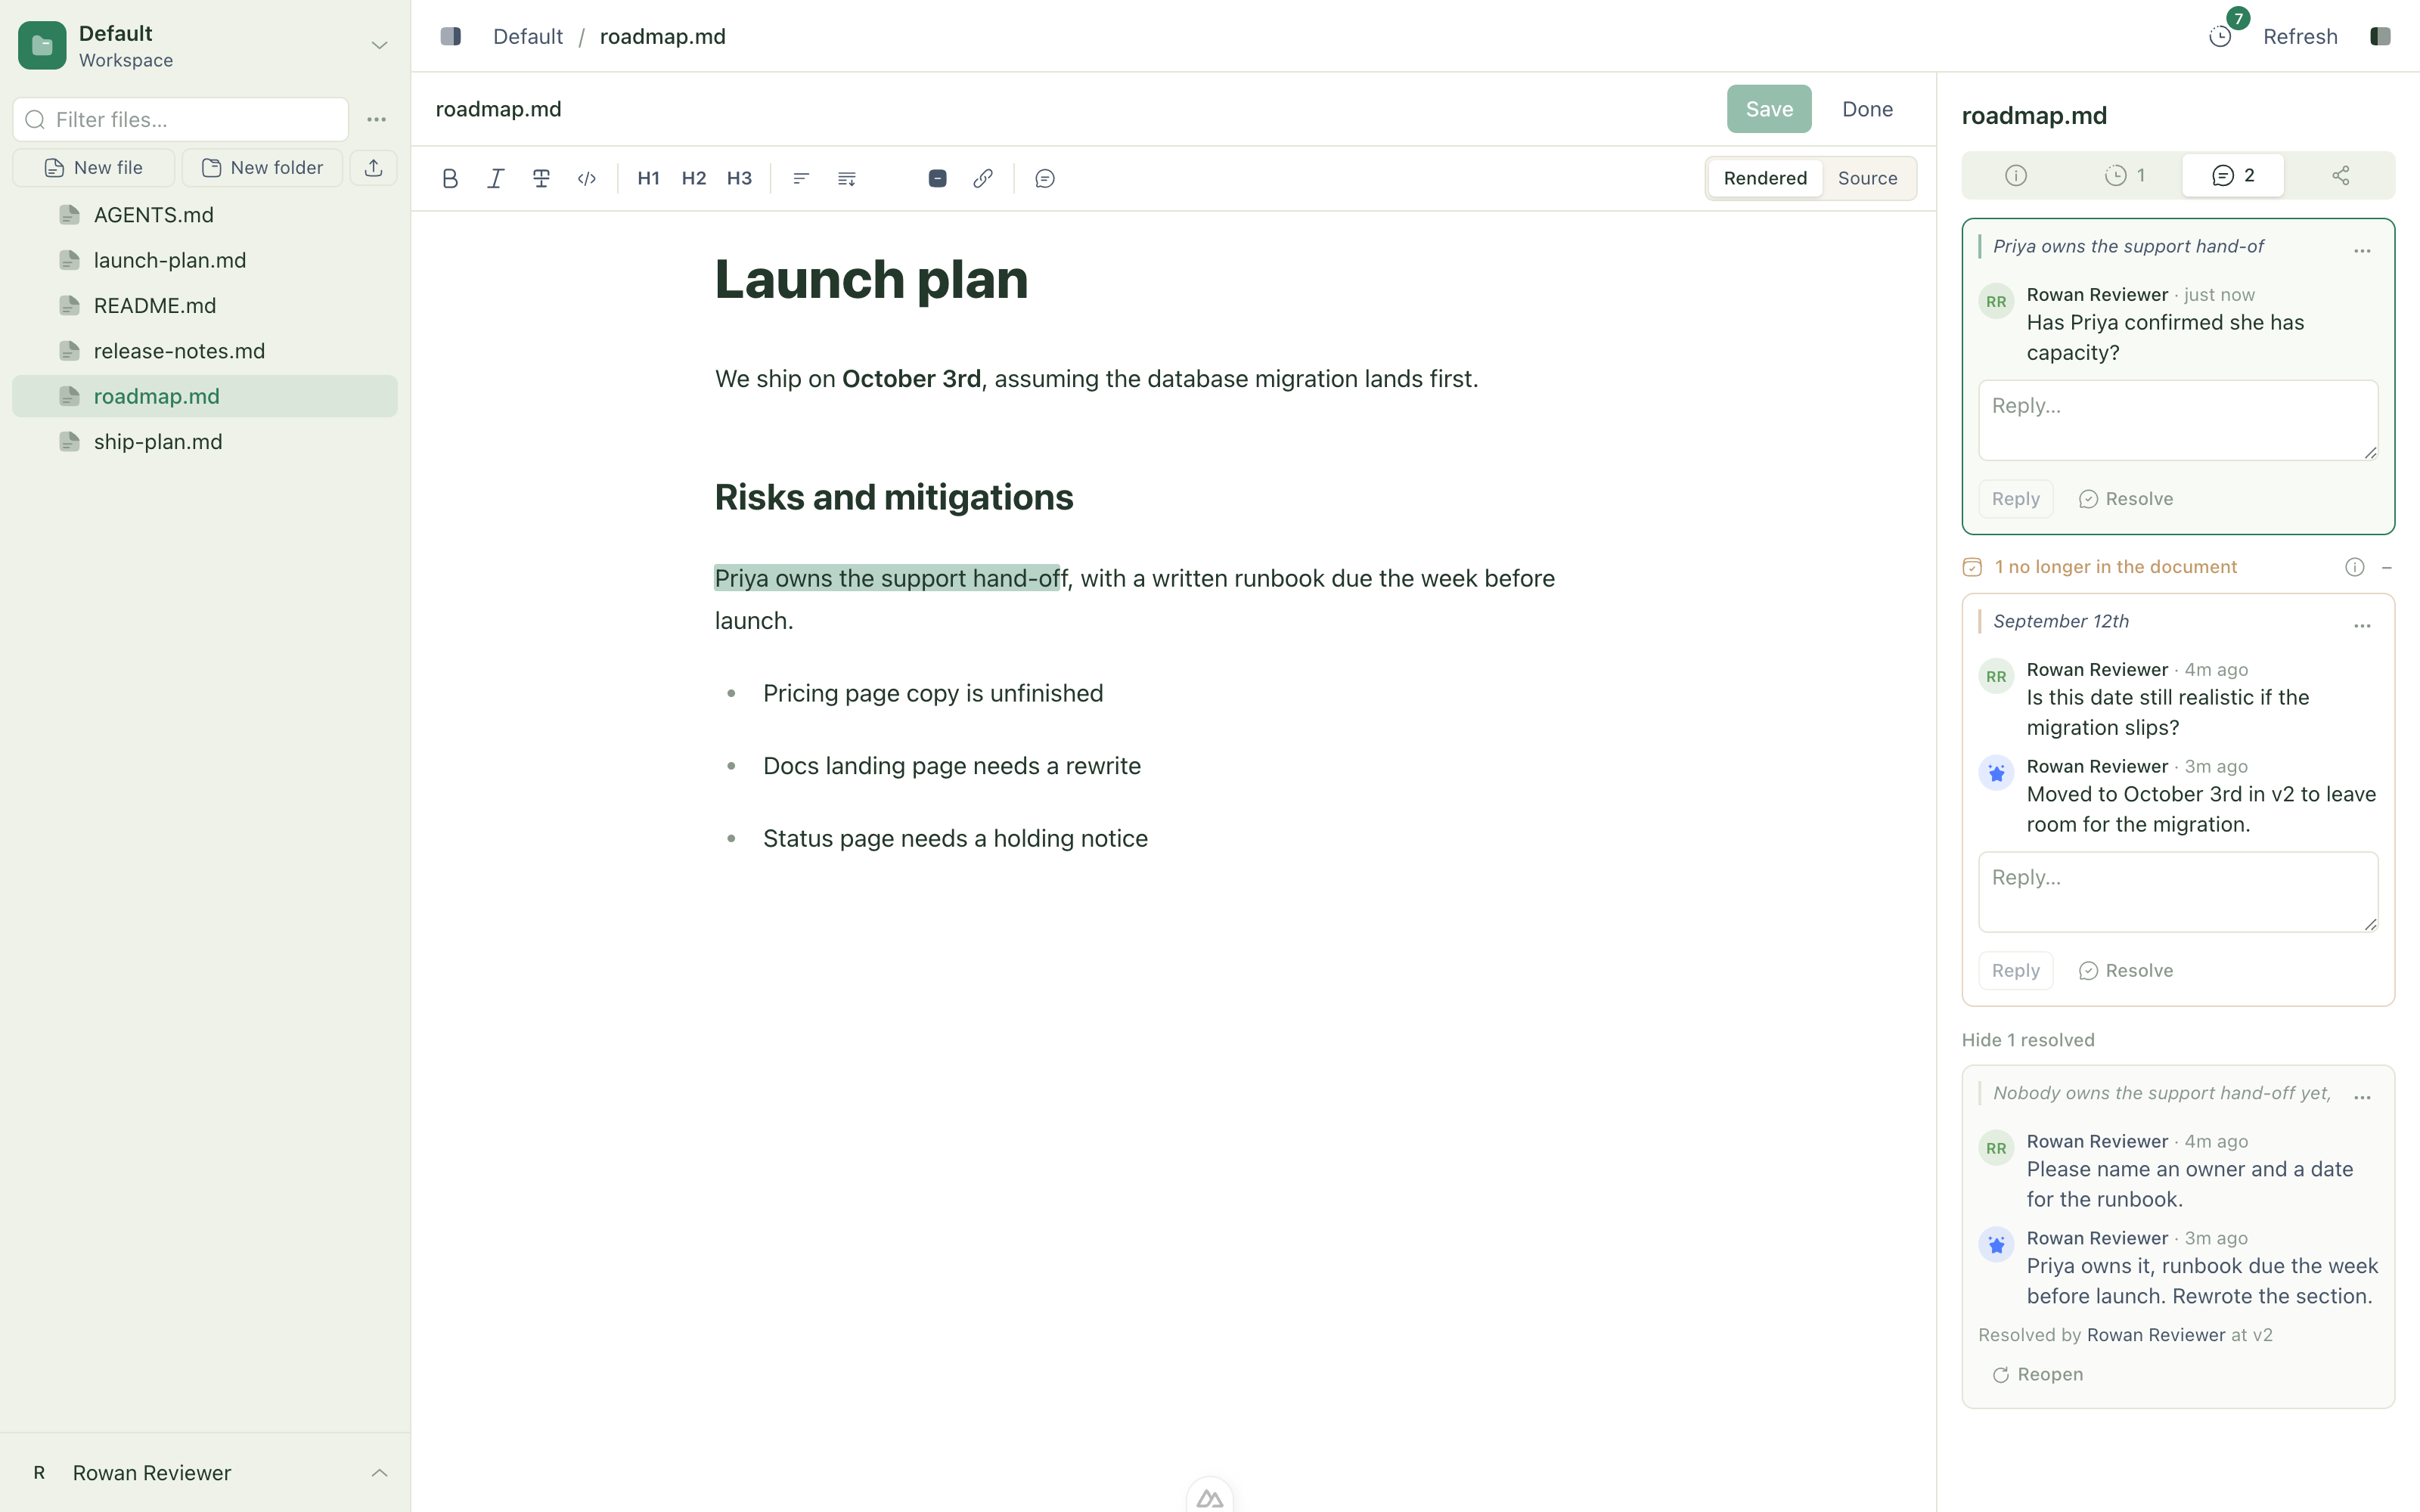 Default
Workspace
Filter files...
New file
New folder
AGENTS.md
launch-plan.md
README.md
release-notes.md
roadmap.md
ship-plan.md
R
Rowan Reviewer
Default / roadmap.md
7
Refresh
roadmap.md
Save
Done
H1 H2 H3
Rendered
Source
Launch plan
We ship on October 3rd, assuming the database migration lands first.
Risks and mitigations
Priya owns the support hand-off, with a written runbook due the week before
launch.
• Pricing page copy is unfinished
• Docs landing page needs a rewrite
• Status page needs a holding notice
roadmap.md
1
2
Priya owns the support hand-of
RR
Rowan Reviewer · just now
Has Priya confirmed she has
capacity?
Reply...
Reply
Resolve
1 no longer in the document
September 12th
RR
Rowan Reviewer · 4m ago
Is this date still realistic if the
migration slips?
Rowan Reviewer · 3m ago
Moved to October 3rd in v2 to leave
room for the migration.
Reply...
Reply
Resolve
Hide 1 resolved
Nobody owns the support hand-off yet,
RR
Rowan Reviewer · 4m ago
Please name an owner and a date
for the runbook.
Rowan Reviewer · 3m ago
Priya owns it, runbook due the week
before launch. Rewrote the section.
Resolved by Rowan Reviewer at v2
Reopen